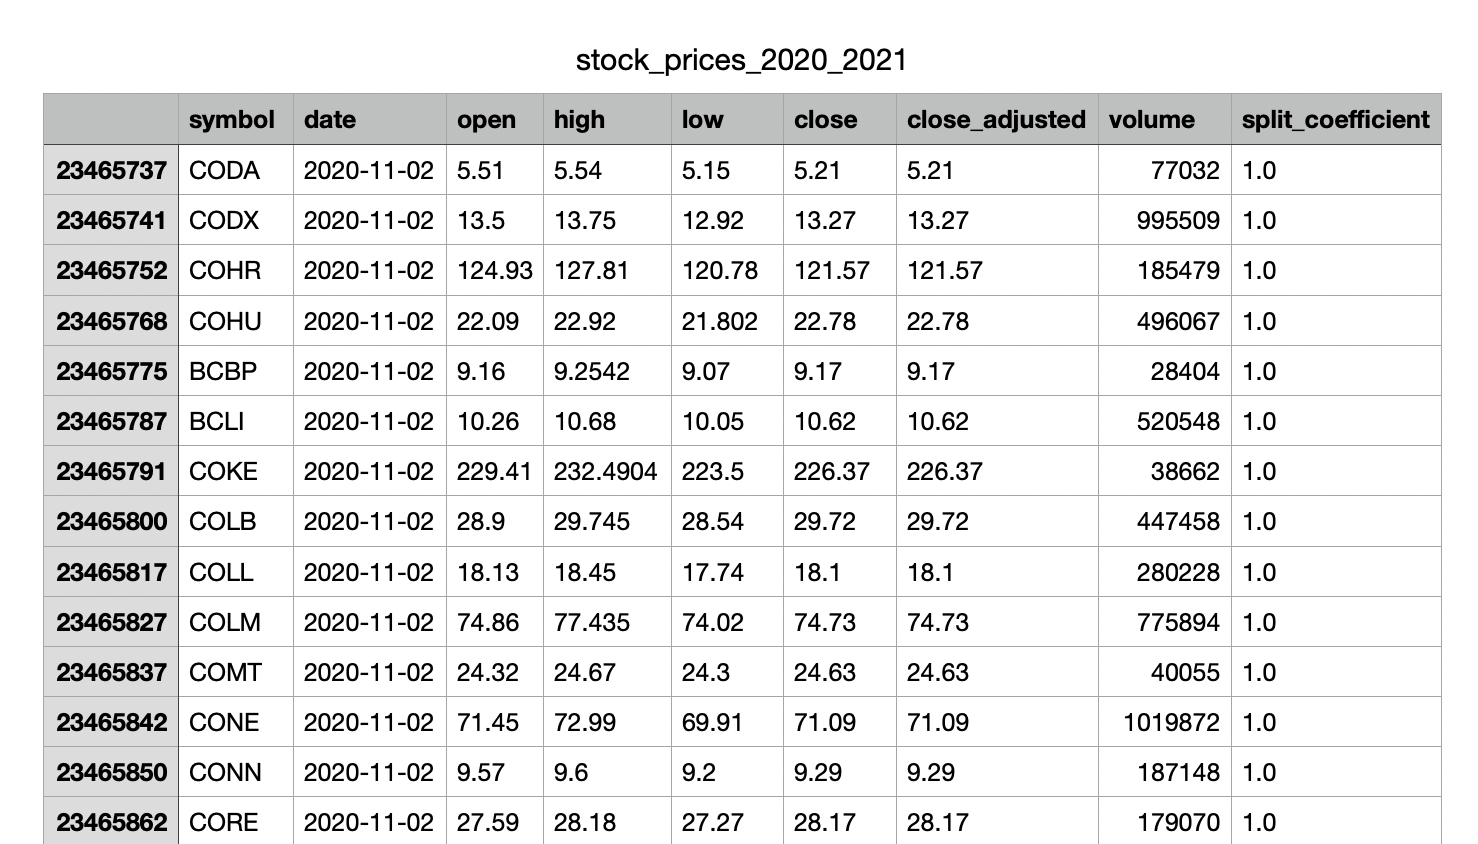 stock_prices_2020_2021
symbol date open high low close close_adjusted volume split_coefficient
23465737 CODA 2020-11-02 5.51 5.54 5.15 5.21 5.21 77032 1.0
23465741 CODX 2020-11-02 13.5 13.75 12.92 13.27 13.27 995509 1.0
23465752 COHR 2020-11-02 124.93 127.81 120.78 121.57 121.57 185479 1.0
23465768 COHU 2020-11-02 22.09 22.92 21.802 22.78 22.78 496067 1.0
23465775 BCBP 2020-11-02 9.16 9.2542 9.07 9.17 9.17 28404 1.0
23465787 BCLI 2020-11-02 10.26 10.68 10.05 10.62 10.62 520548 1.0
23465791 COKE 2020-11-02 229.41 232.4904 223.5 226.37 226.37 38662 1.0
23465800 COLB 2020-11-02 28.9 29.745 28.54 29.72 29.72 447458 1.0
23465817 COLL 2020-11-02 18.13 18.45 17.74 18.1 18.1 280228 1.0
23465827 COLM 2020-11-02 74.86 77.435 74.02 74.73 74.73 775894 1.0
23465837 COMT 2020-11-02 24.32 24.67 24.3 24.63 24.63 40055 1.0
23465842 CONE 2020-11-02 71.45 72.99 69.91 71.09 71.09 1019872 1.0
23465850 CONN 2020-11-02 9.57 9.6 9.2 9.29 9.29 187148 1.0
23465862 CORE 2020-11-02 27.59 28.18 27.27 28.17 28.17 179070 1.0